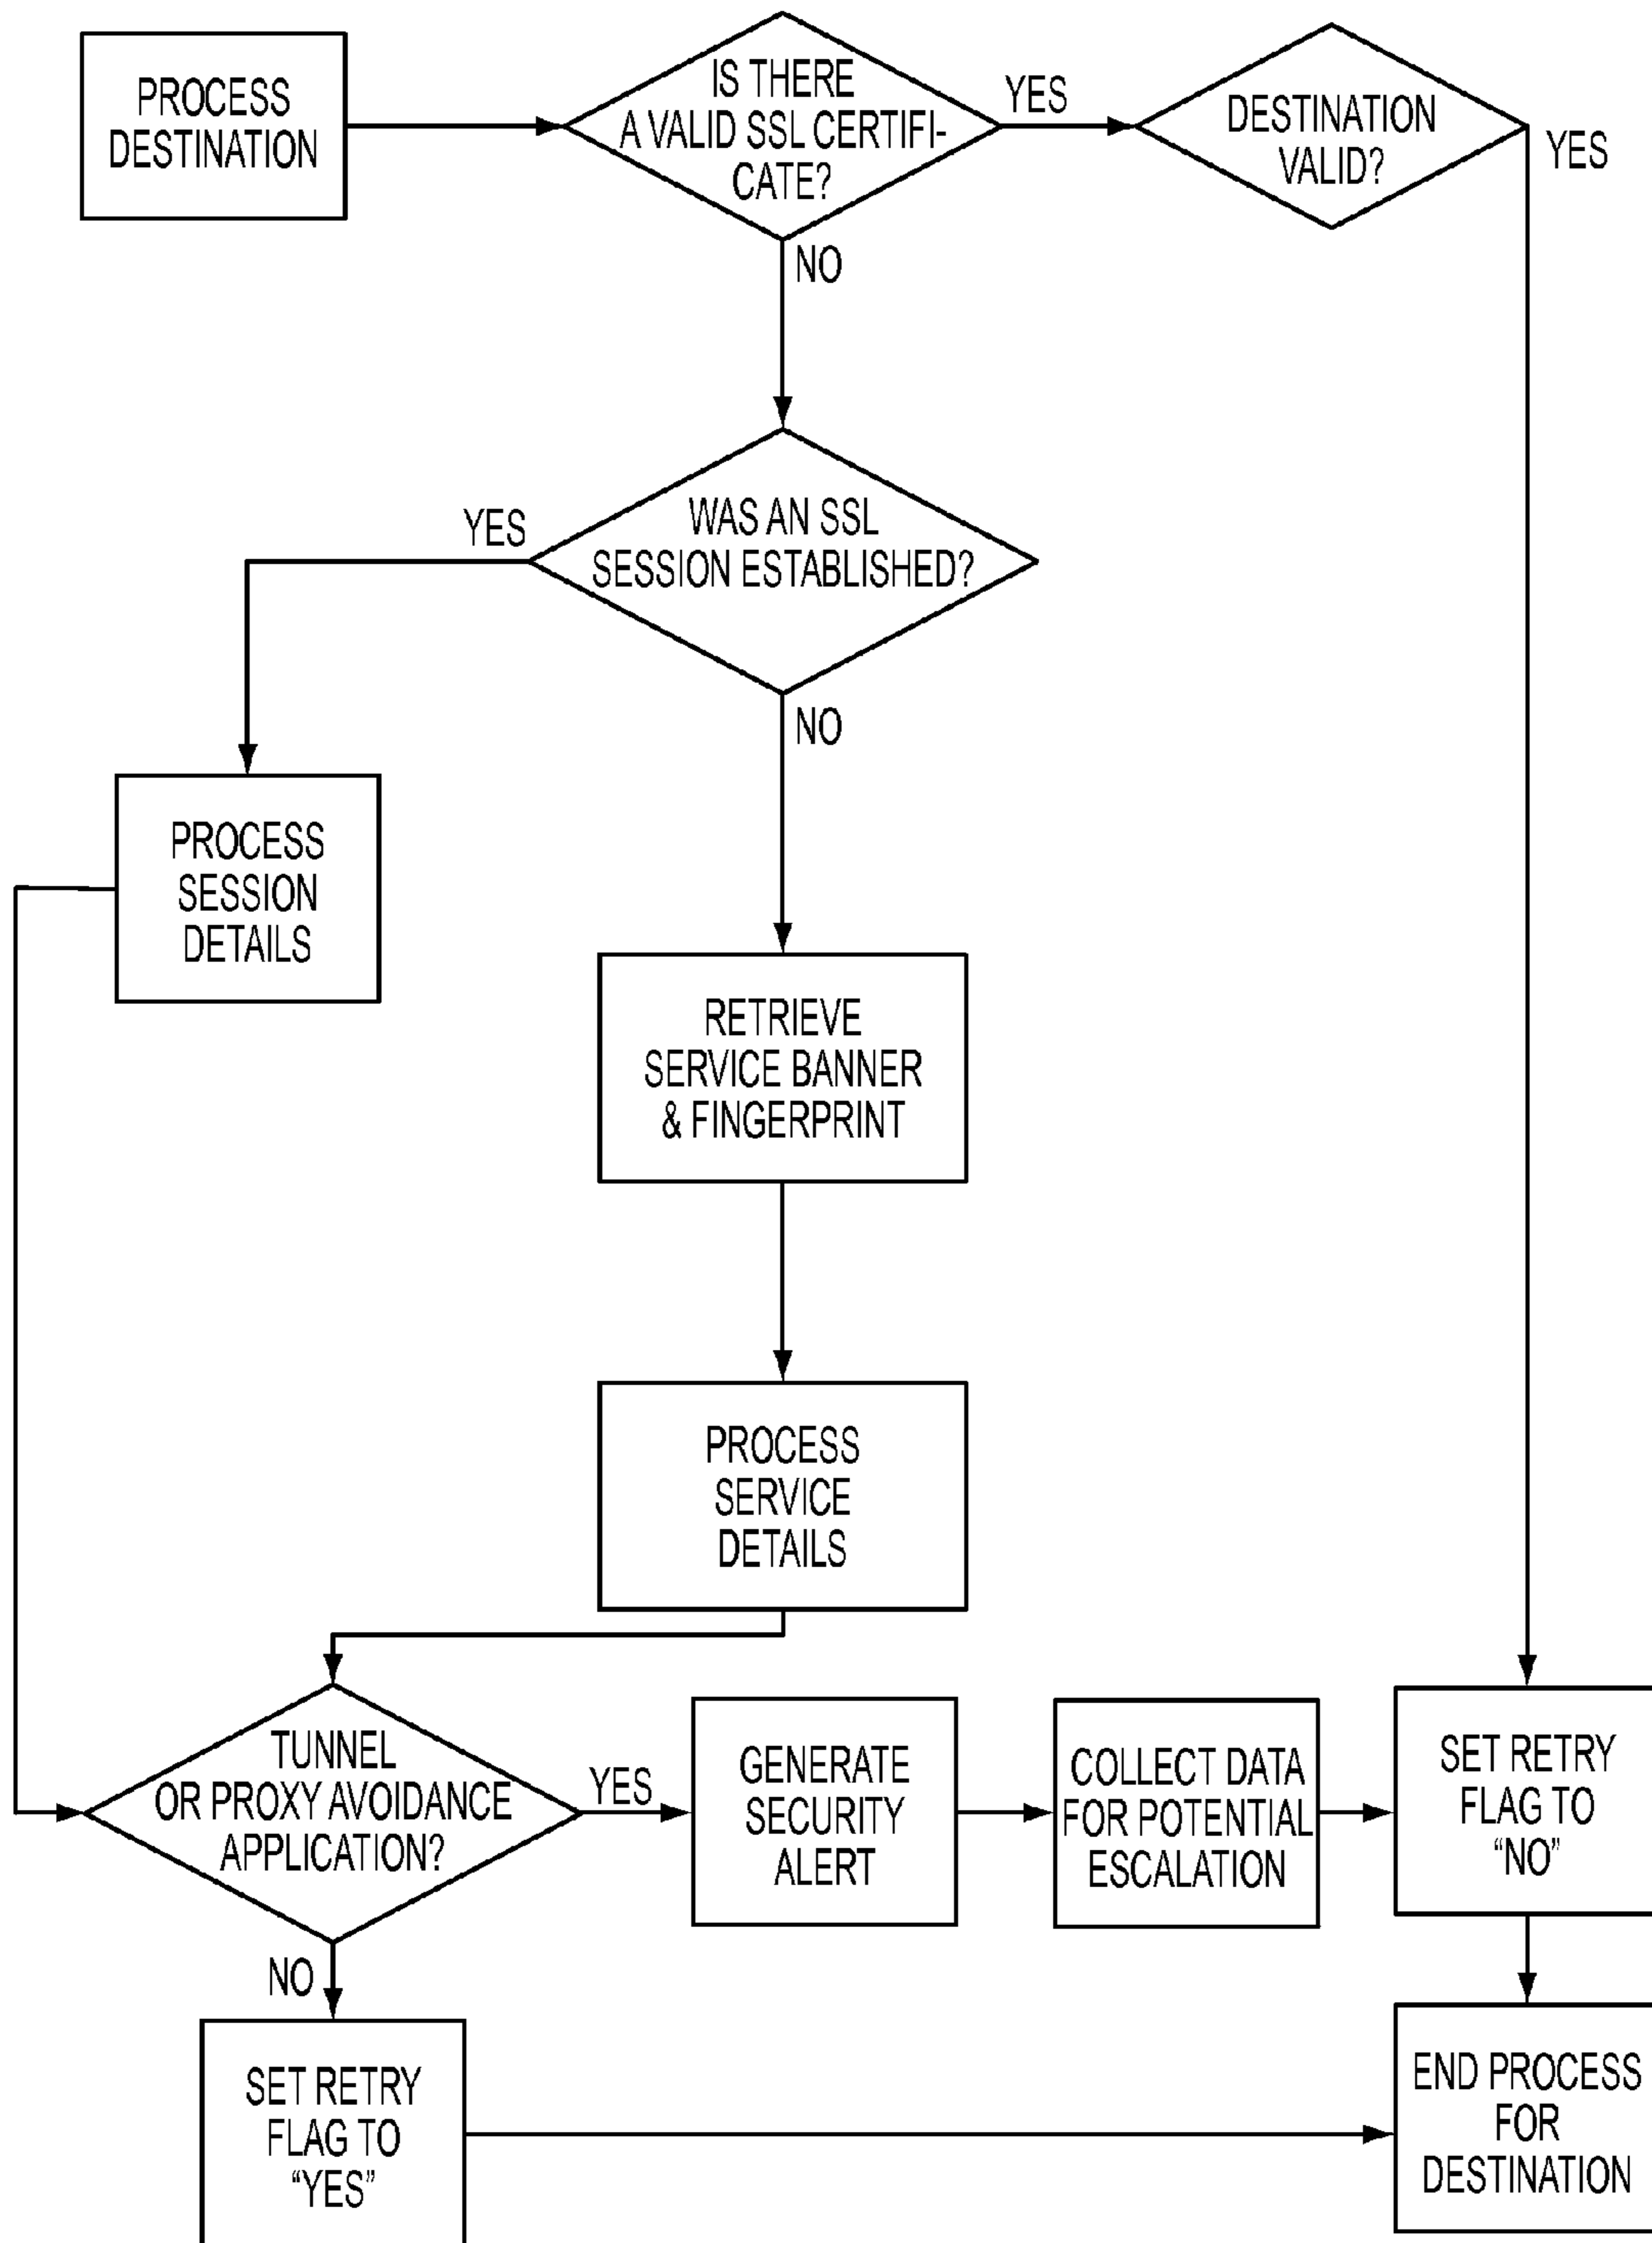 PROCESS
DESTINATION
IS THERE
A VALID SSL CERTIFI-
CATE?
YES
DESTINATION
VALID?
YES
NO
WAS AN SSL
SESSION ESTABLISHED?
YES
NO
PROCESS
SESSION
DETAILS
RETRIEVE
SERVICE BANNER
& FINGERPRINT
PROCESS
SERVICE
DETAILS
TUNNEL
OR PROXY AVOIDANCE
APPLICATION?
YES
GENERATE
SECURITY
ALERT
COLLECT DATA
FOR POTENTIAL
ESCALATION
SET RETRY
FLAG TO
“NO”
NO
SET RETRY
FLAG TO
“YES”
END PROCESS
FOR
DESTINATION